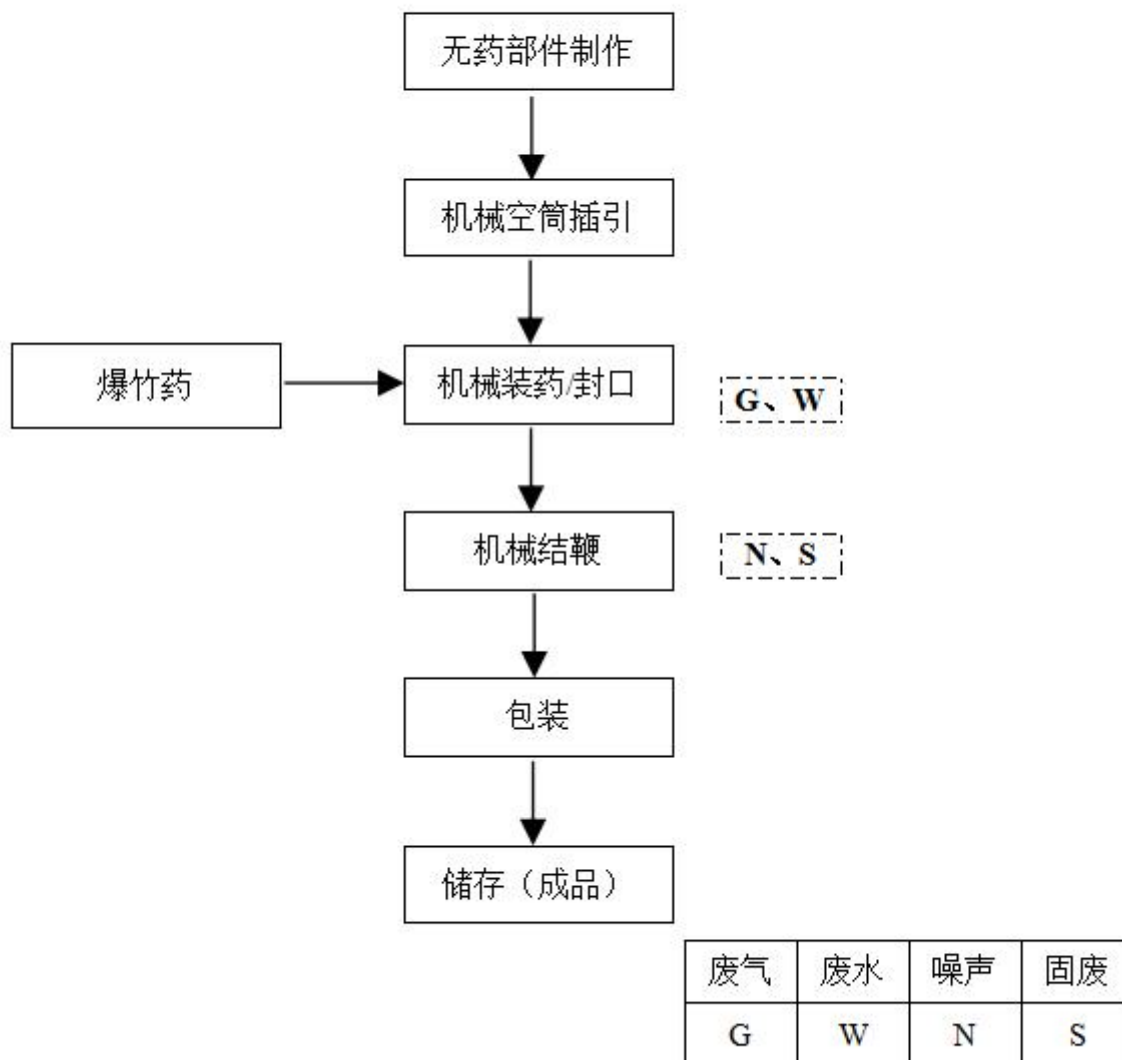 无药部件制作
机械空筒插引
爆竹药
机械装药/封口
G、W
机械结鞭
N、S
包装
储存（成品）
废气 废水 噪声 固废
G W N S